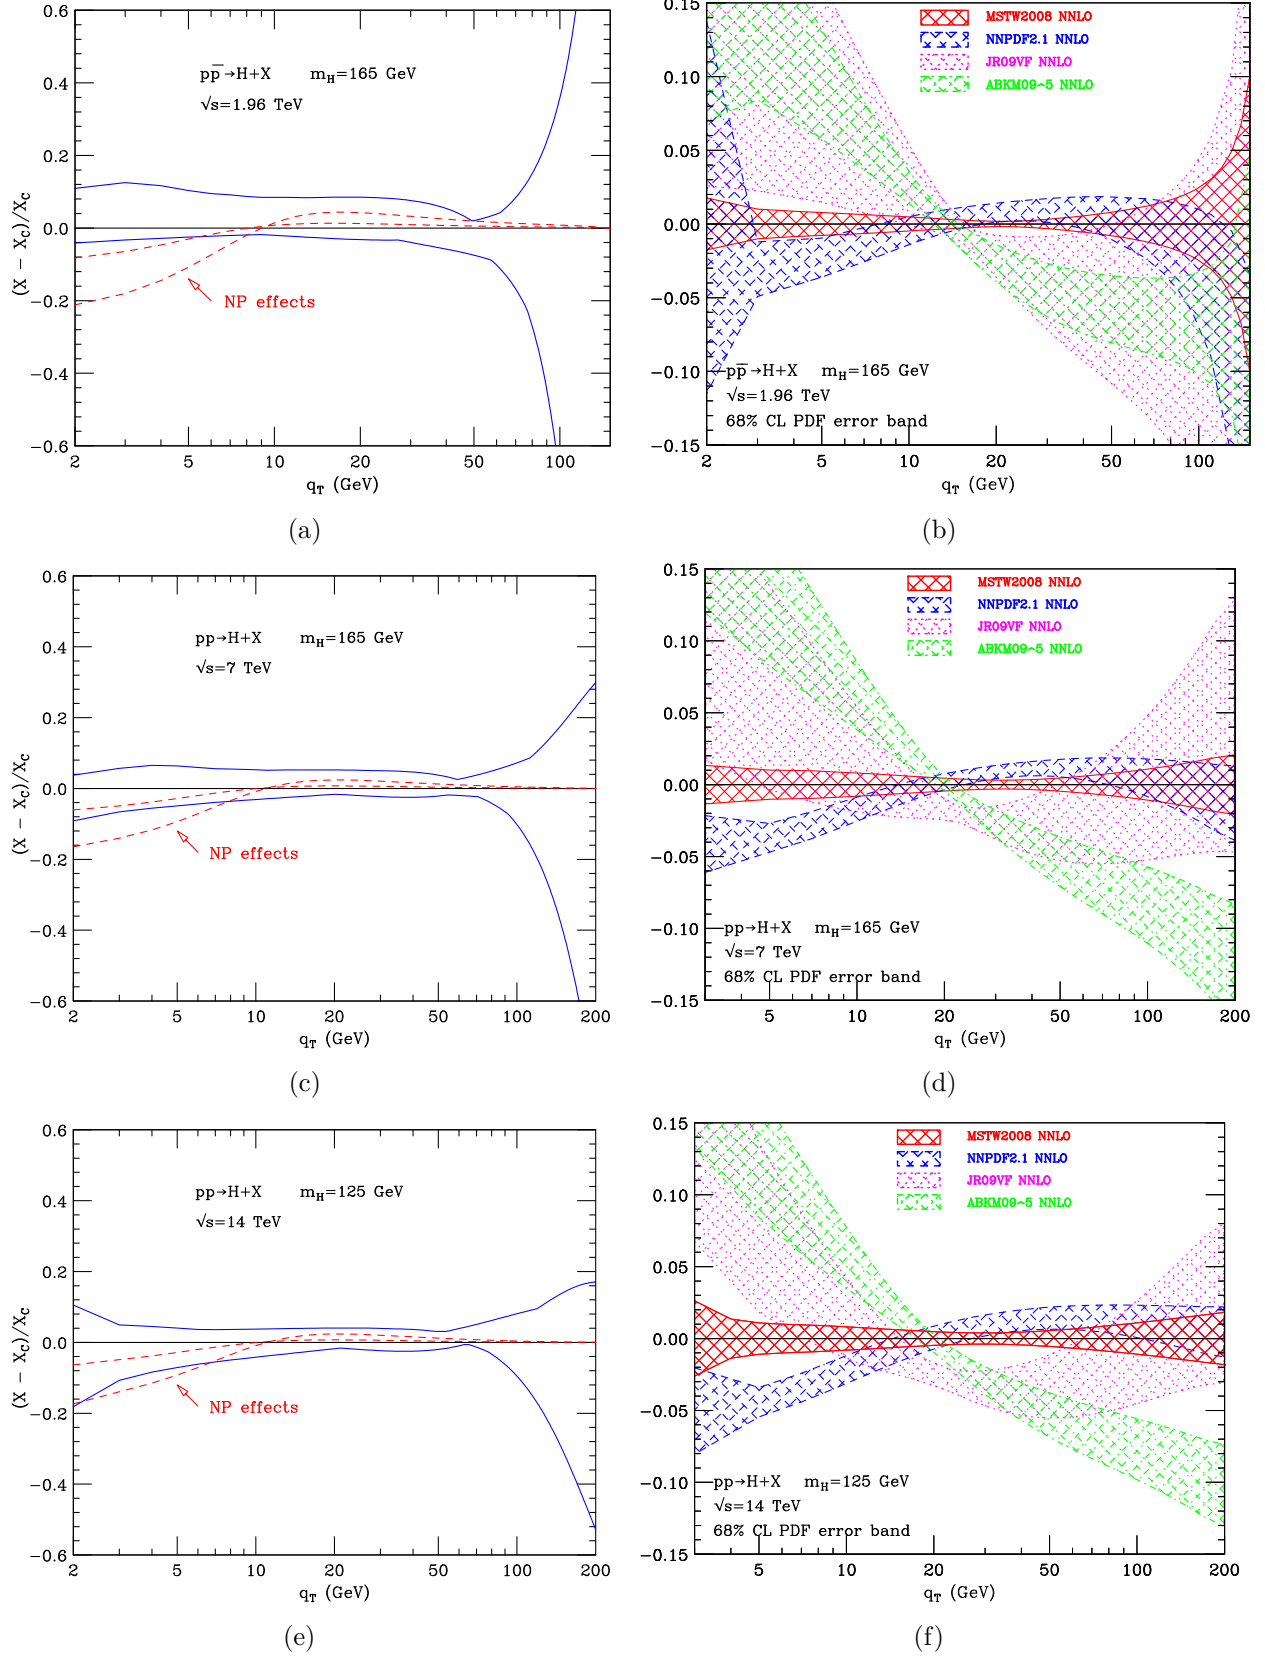 0.6
0.4
0.2
0.0
−0.2
−0.4
−0.6
(X − X_C)/X_C
pp̅→H+X m_H=165 GeV
√s=1.96 TeV
NP effects
2 5 10 20 50 100
q_T (GeV)
(a)
0.15
0.10
0.05
0.00
−0.05
−0.10
−0.15
MSTW2008 NNLO
NNPDF2.1 NNLO
JR09VF NNLO
ABKM09~5 NNLO
pp̅→H+X m_H=165 GeV
√s=1.96 TeV
68% CL PDF error band
2 5 10 20 50 100
q_T (GeV)
(b)
0.6
0.4
0.2
0.0
−0.2
−0.4
−0.6
(X − X_C)/X_C
pp→H+X m_H=165 GeV
√s=7 TeV
NP effects
2 5 10 20 50 100 200
q_T (GeV)
(c)
0.15
0.10
0.05
0.00
−0.05
−0.10
−0.15
MSTW2008 NNLO
NNPDF2.1 NNLO
JR09VF NNLO
ABKM09~5 NNLO
pp→H+X m_H=165 GeV
√s=7 TeV
68% CL PDF error band
5 10 20 50 100 200
q_T (GeV)
(d)
0.6
0.4
0.2
0.0
−0.2
−0.4
−0.6
(X − X_C)/X_C
pp→H+X m_H=125 GeV
√s=14 TeV
NP effects
2 5 10 20 50 100 200
q_T (GeV)
(e)
0.15
0.10
0.05
0.00
−0.05
−0.10
−0.15
MSTW2008 NNLO
NNPDF2.1 NNLO
JR09VF NNLO
ABKM09~5 NNLO
pp→H+X m_H=125 GeV
√s=14 TeV
68% CL PDF error band
5 10 20 50 100 200
q_T (GeV)
(f)